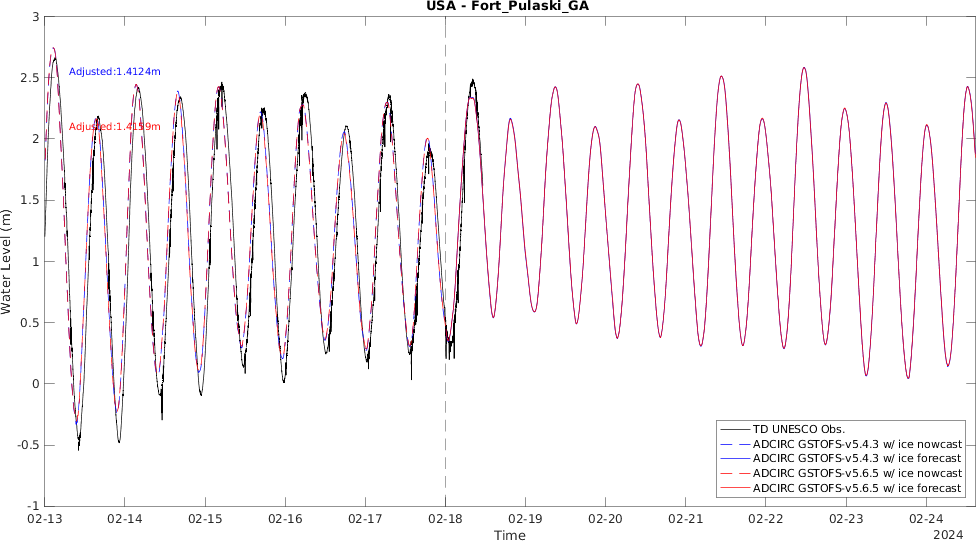 USA - Fort_Pulaski_GA
3
2.5
2
1.5
1
0.5
0
-0.5
-1
Water Level (m)
Adjusted:1.4124m
Adjusted:1.4199m
TD UNESCO Obs.
ADCIRC GSTOFS-v5.4.3 w/ ice nowcast
ADCIRC GSTOFS-v5.4.3 w/ ice forecast
ADCIRC GSTOFS-v5.6.5 w/ ice nowcast
ADCIRC GSTOFS-v5.6.5 w/ ice forecast
02-13 02-14 02-15 02-16 02-17 02-18 02-19 02-20 02-21 02-22 02-23 02-24
Time
2024